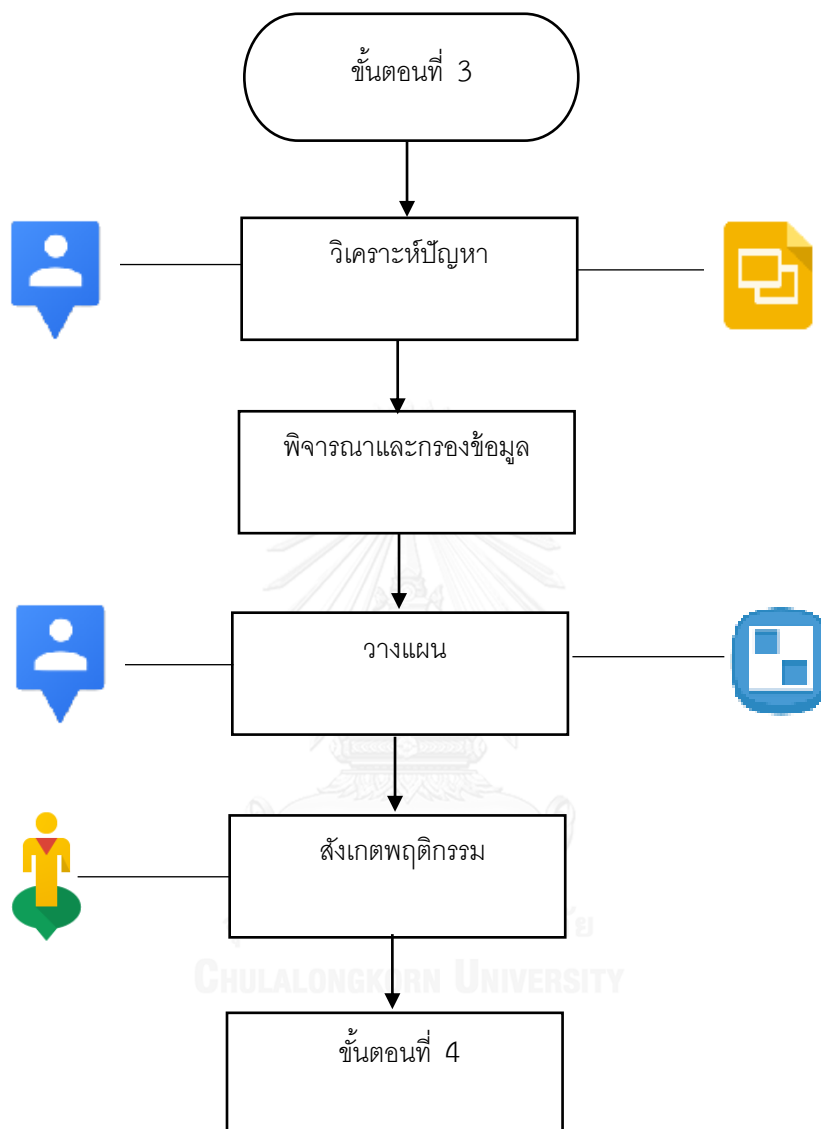 ขั้นตอนที่ 3
วิเคราะห์ปัญหา
พิจารณาและกรองข้อมูล
วางแผน
สังเกตพฤติกรรม
CHULALONGKORN UNIVERSITY
ขั้นตอนที่ 4